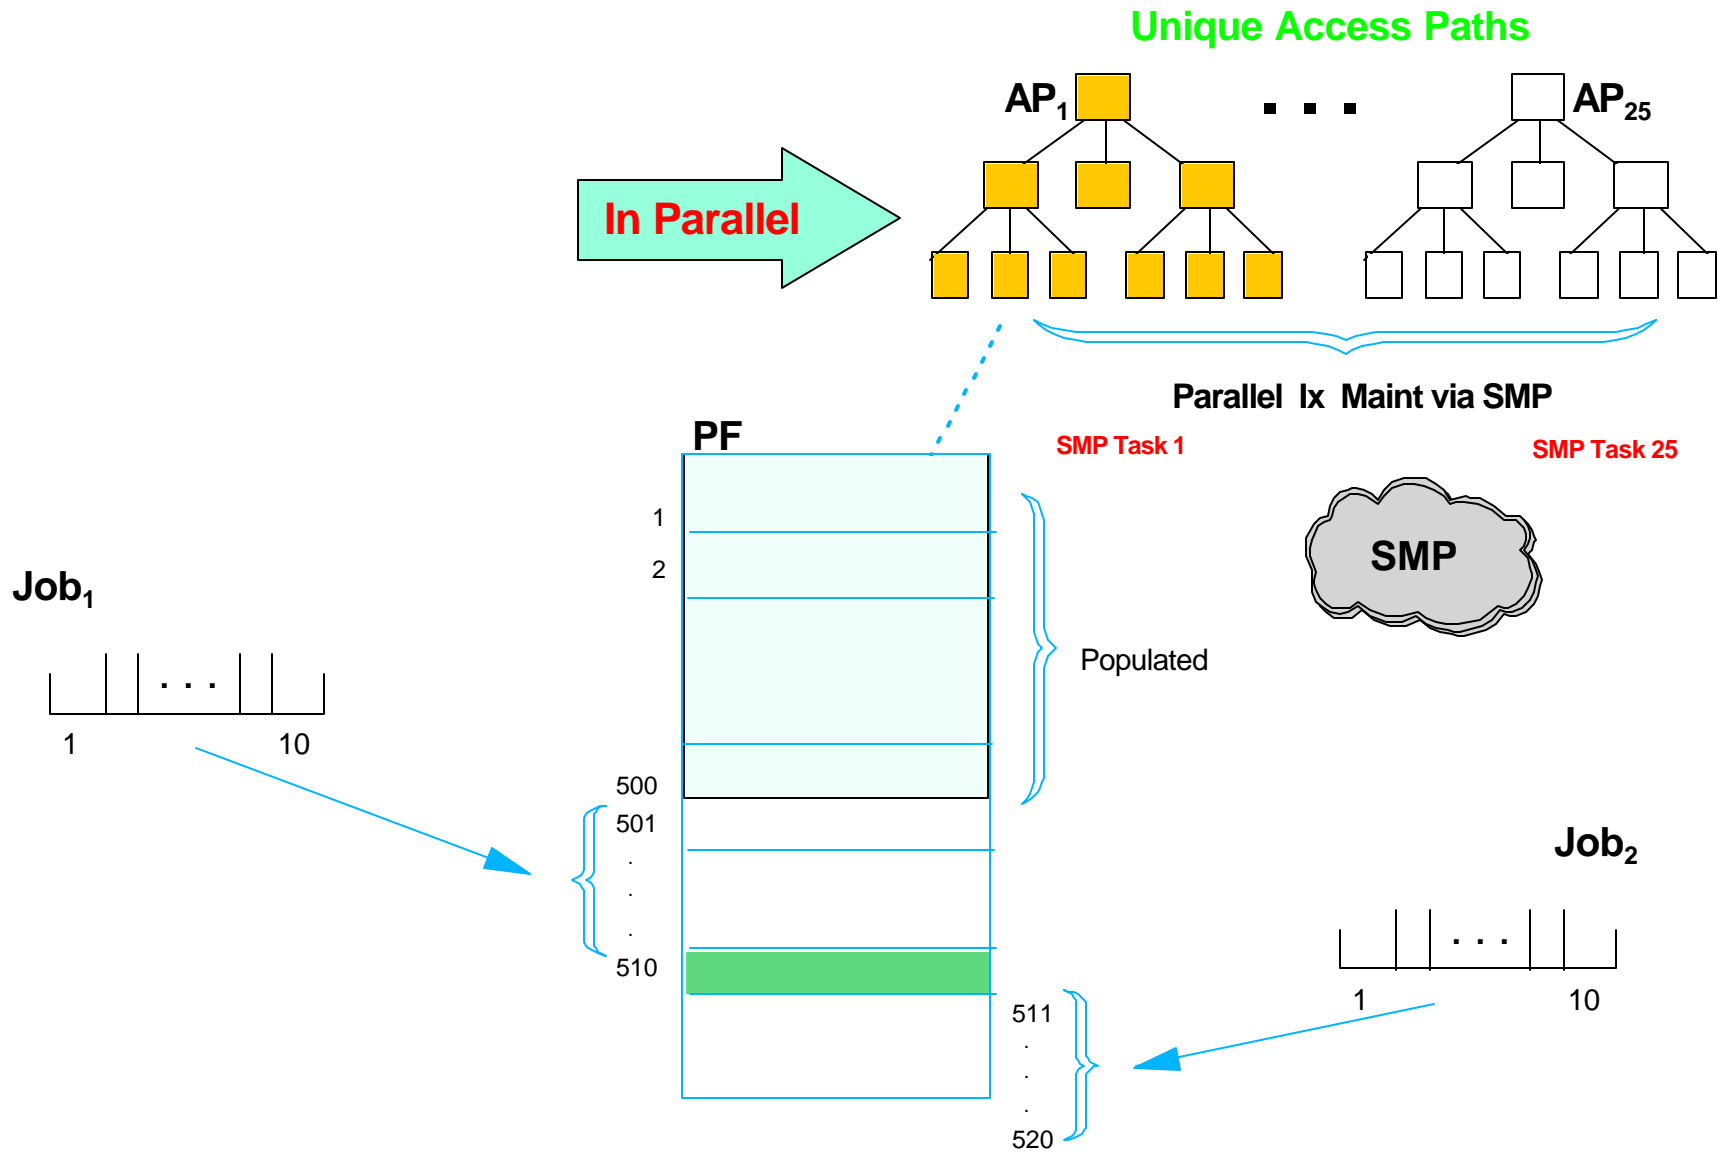 Unique Access Paths
AP1 . . . AP25
In Parallel
Parallel Ix Maint via SMP
SMP Task 1
SMP Task 25
PF
SMP
1
2
Populated
500
501
.
.
.
510
511
.
.
.
520
Job1
. . .
1 10
Job2
. . .
1 10